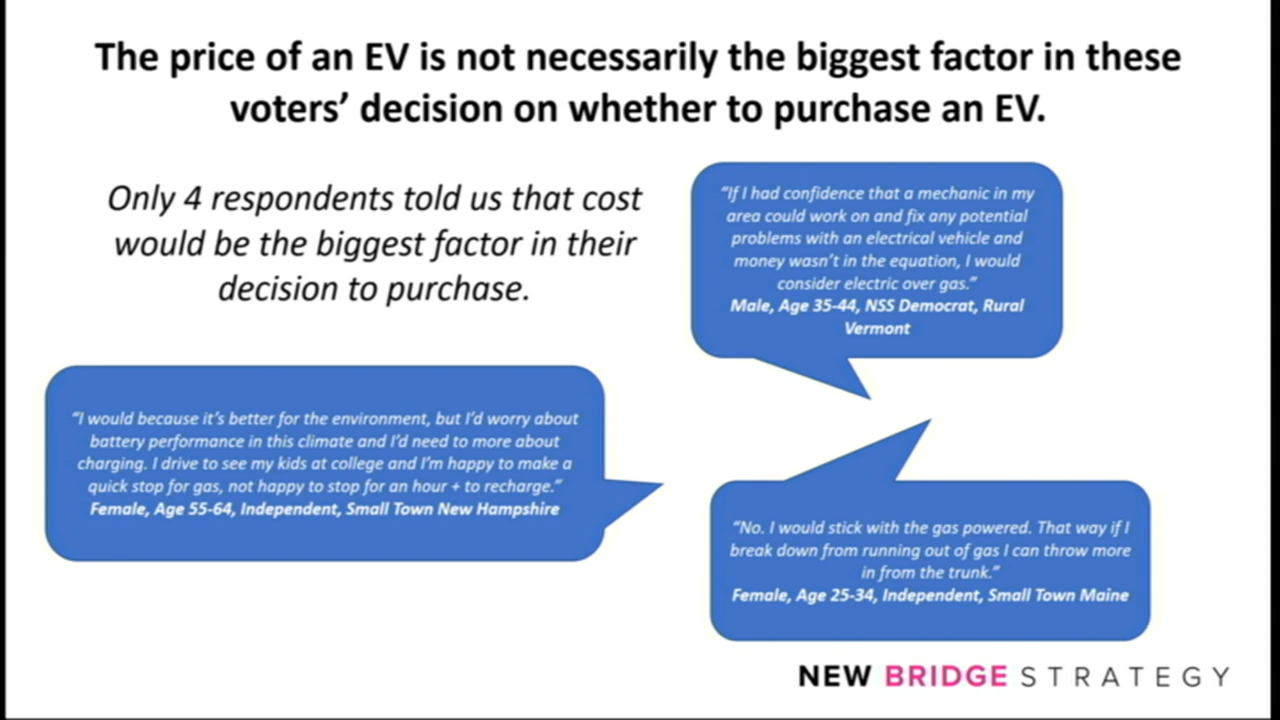 The price of an EV is not necessarily the biggest factor in these
voters’ decision on whether to purchase an EV.
Only 4 respondents told us that cost
would be the biggest factor in their
decision to purchase.
“If I had confidence that a mechanic in my
area could work on and fix any potential
problems with an electrical vehicle and
money wasn’t in the equation, I would
consider electric over gas.”
Male, Age 35-44, NSS Democrat, Rural
Vermont
“I would because it’s better for the environment, but I’d worry about
battery performance in this climate and I’d need to more about
charging. I drive to see my kids at college and I’m happy to make a
quick stop for gas, not happy to stop for an hour + to recharge.”
Female, Age 55-64, Independent, Small Town New Hampshire
“No. I would stick with the gas powered. That way if I
break down from running out of gas I can throw more
in from the trunk.”
Female, Age 25-34, Independent, Small Town Maine
NEW BRIDGE STRATEGY